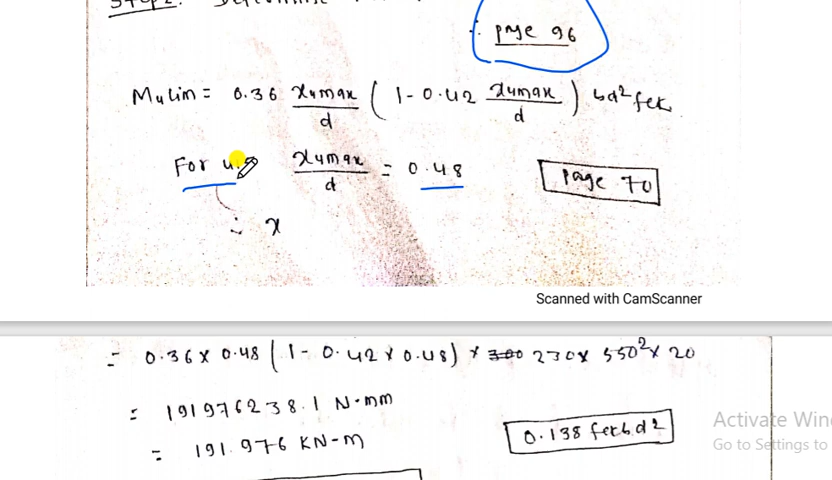 page 96
Mulim = 0.36 xumax/d ( 1 - 0.42 xumax/d ) bd² fck
For xumax/d = 0.48 page 70
∴ x
Scanned with CamScanner
= 0.36 x 0.48 ( 1 - 0.42 x 0.48 ) x 230 x 550² x 20
= 191976238.1 N-mm
= 191.976 KN-m 0.138 fck b.d²
Activate Win
Go to Settings to